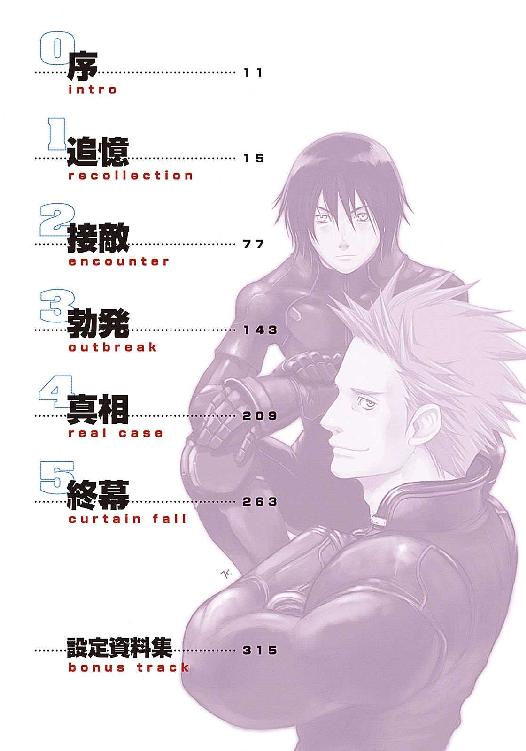 0
序 11
intro
1
追憶 15
recollection
2
接敵 77
encounter
3
勃発 143
outbreak
4
真相 209
real case
5
終幕 263
curtain fall
設定資料集 315
bonus track